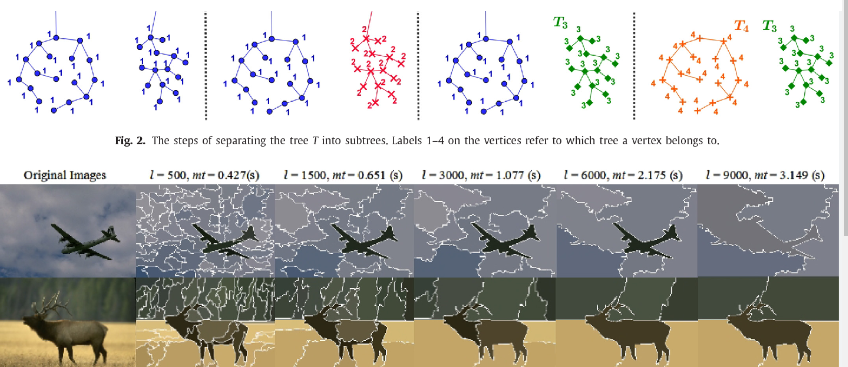 T3 T4 T3
Fig. 2. The steps of separating the tree T into subtrees. Labels 1–4 on the vertices refer to which tree a vertex belongs to.
Original Images l = 500, mt = 0.427(s) l = 1500, mt = 0.651 (s) l = 3000, mt = 1.077 (s) l = 6000, mt = 2.175 (s) l = 9000, mt = 3.149 (s)